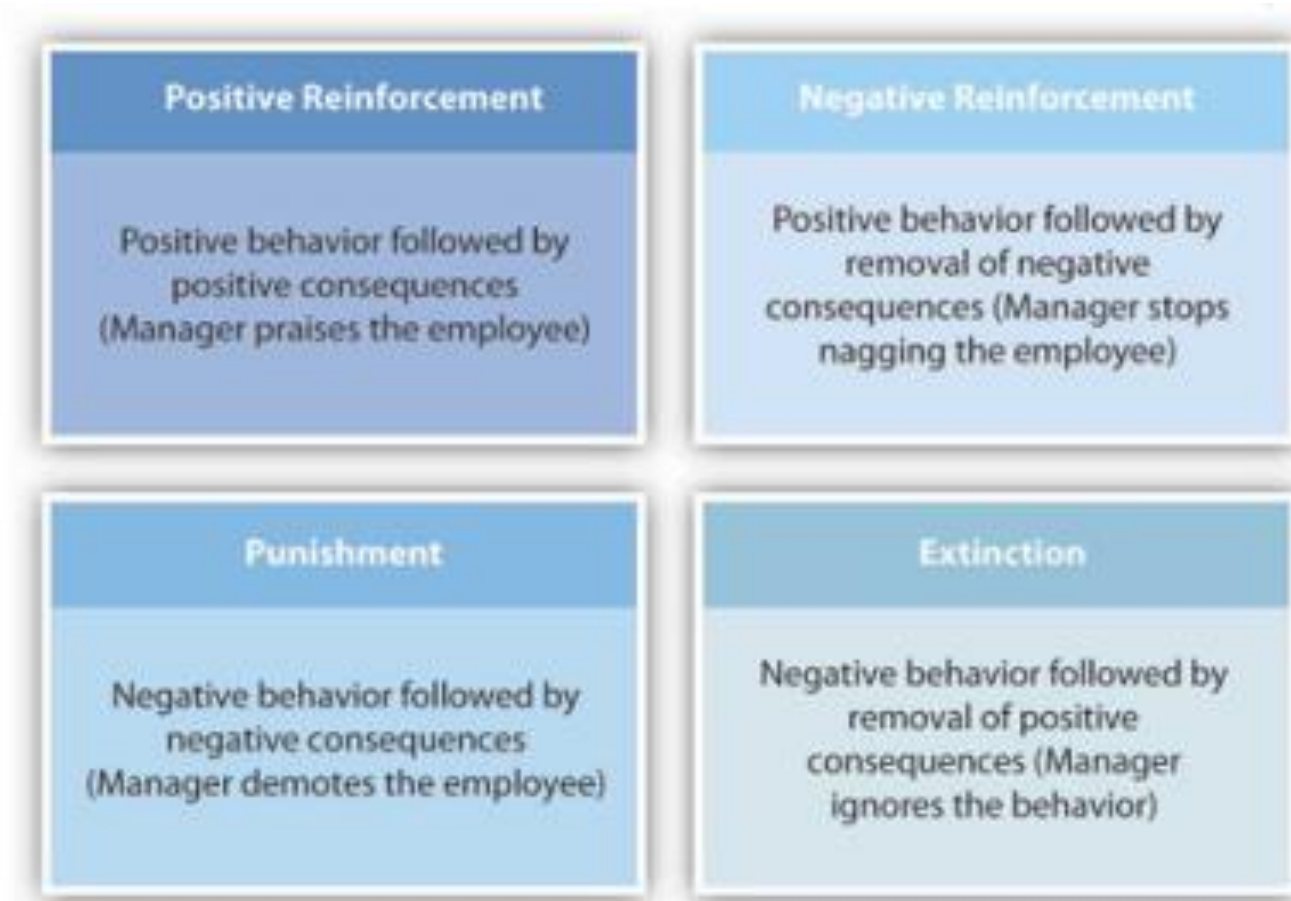 Positive Reinforcement
Positive behavior followed by
positive consequences
(Manager praises the employee)
Negative Reinforcement
Positive behavior followed by
removal of negative
consequences (Manager stops
nagging the employee)
Punishment
Negative behavior followed by
negative consequences
(Manager demotes the employee)
Extinction
Negative behavior followed by
removal of positive
consequences (Manager
ignores the behavior)